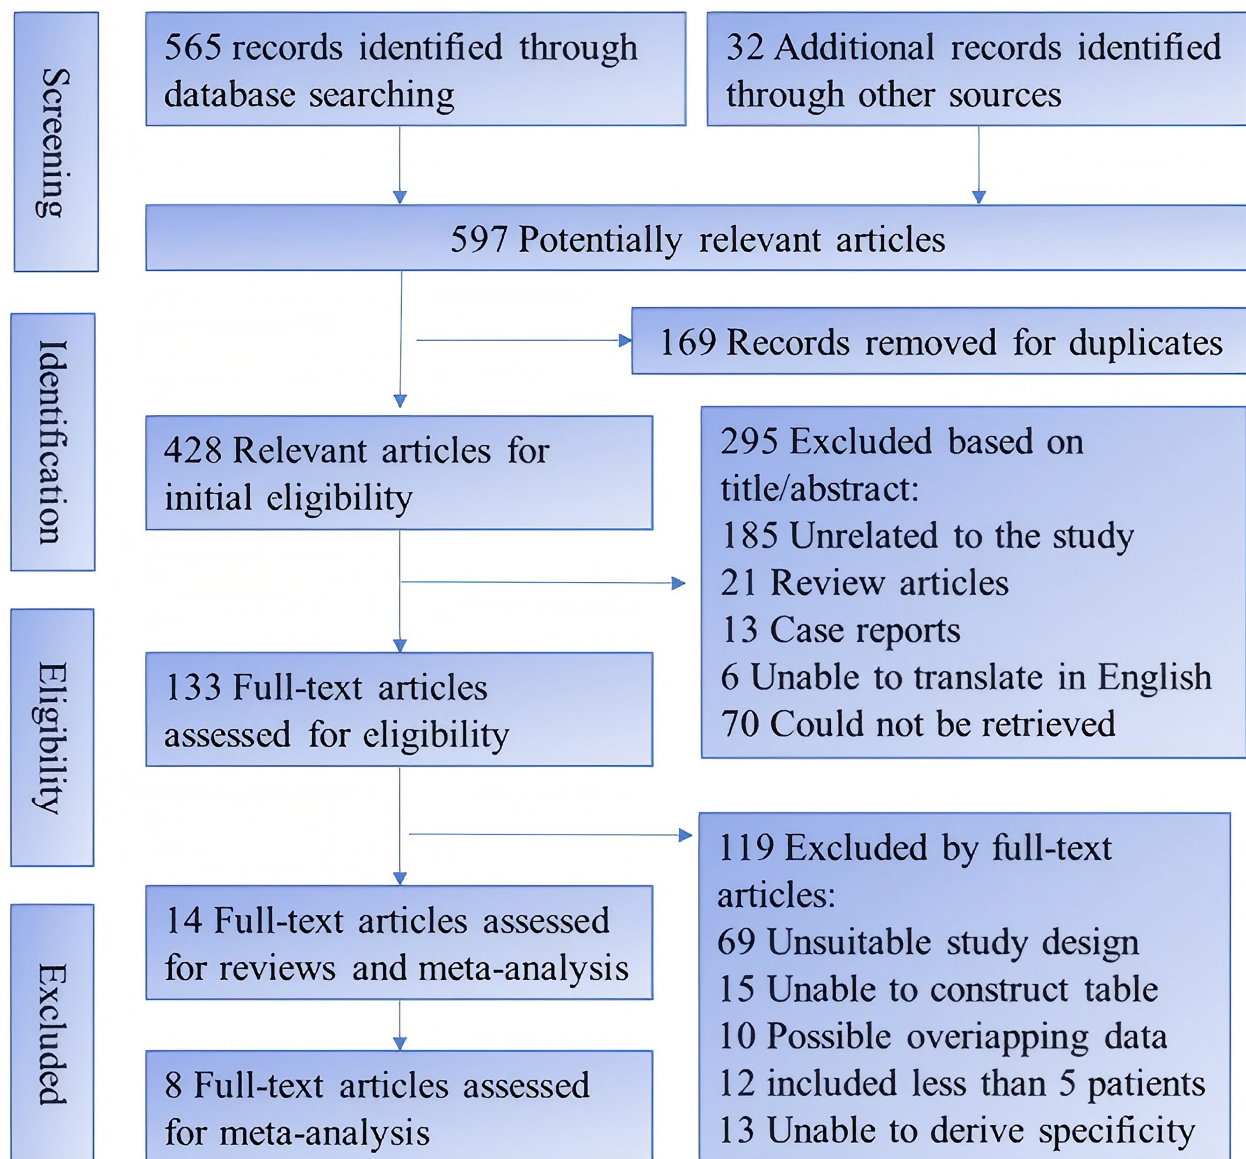 Screening
565 records identified through
database searching
32 Additional records identified
through other sources
597 Potentially relevant articles
Identification
169 Records removed for duplicates
428 Relevant articles for
initial eligibility
295 Excluded based on
title/abstract:
185 Unrelated to the study
21 Review articles
13 Case reports
6 Unable to translate in English
70 Could not be retrieved
Eligibility
133 Full-text articles
assessed for eligibility
119 Excluded by full-text
articles:
69 Unsuitable study design
15 Unable to construct table
10 Possible overiapping data
12 included less than 5 patients
13 Unable to derive specificity
Excluded
14 Full-text articles assessed
for reviews and meta-analysis
8 Full-text articles assessed
for meta-analysis